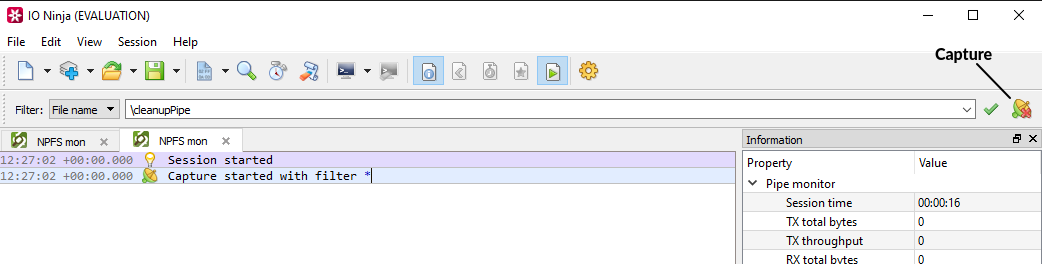 IO Ninja (EVALUATION)
File Edit View Session Help
Capture
Filter: File name \cleanupPipe
NPFS mon NPFS mon
12:27:02 +00:00.000 Session started
12:27:02 +00:00.000 Capture started with filter *
Information
Property Value
Pipe monitor
Session time 00:00:16
TX total bytes 0
TX throughput 0
RX total bytes 0